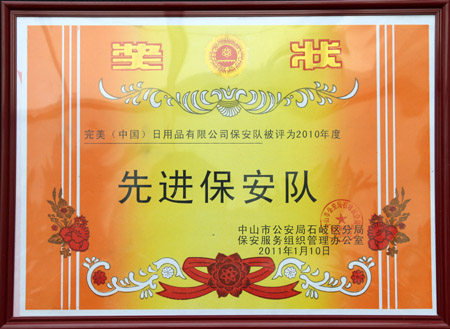 奖状
完美（中国）日用品有限公司保安队被评为2010年度
先进保安队
中山市公安局石岐区分局
保安服务组织管理办公室
2011年1月10日